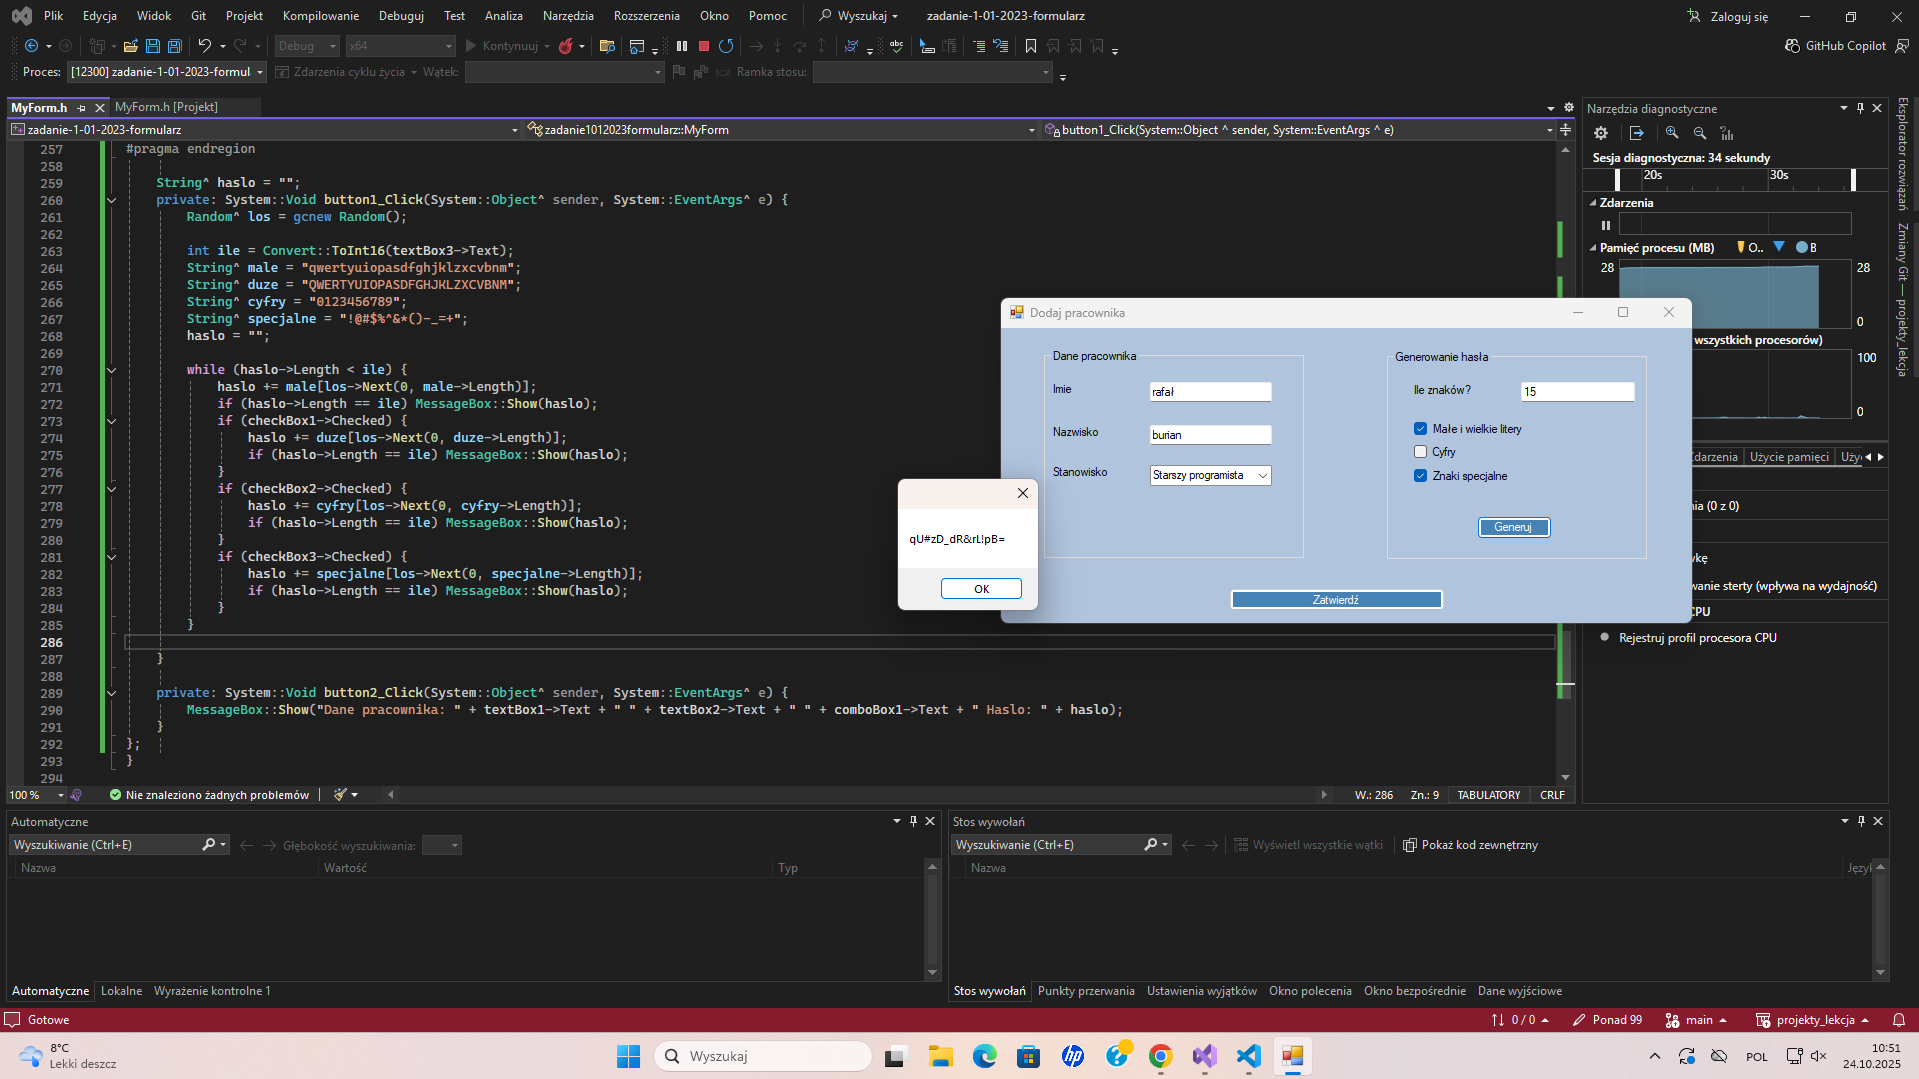 Plik Edycja Widok Git Projekt Kompilowanie Debuguj Test Analiza Narzędzia Rozszerzenia Okno Pomoc Wyszukaj zadanie-1-01-2023-formularz Zaloguj się
Debug x64 Kontynuuj GitHub Copilot
Proces: [12300] zadanie-1-01-2023-formul Zdarzenia cyklu życia Wątek: Ramka stosu:
MyForm.h MyForm.h [Projekt]
zadanie-1-01-2023-formularz zadanie1012023formularz::MyForm button1_Click(System::Object ^ sender, System::EventArgs ^ e)
257 #pragma endregion
258
259 String^ haslo = "";
260 private: System::Void button1_Click(System::Object^ sender, System::EventArgs^ e) {
261 Random^ los = gcnew Random();
262
263 int ile = Convert::ToInt16(textBox3->Text);
264 String^ male = "qwertyuiopasdfghjklzxcvbnm";
265 String^ duze = "QWERTYUIOPASDFGHJKLZXCVBNM";
266 String^ cyfry = "0123456789";
267 String^ specjalne = "!@#$%^&*()-_=+";
268 haslo = "";
269
270 while (haslo->Length < ile) {
271 haslo += male[los->Next(0, male->Length)];
272 if (haslo->Length == ile) MessageBox::Show(haslo);
273 if (checkBox1->Checked) {
274 haslo += duze[los->Next(0, duze->Length)];
275 if (haslo->Length == ile) MessageBox::Show(haslo);
276 }
277 if (checkBox2->Checked) {
278 haslo += cyfry[los->Next(0, cyfry->Length)];
279 if (haslo->Length == ile) MessageBox::Show(haslo);
280 }
281 if (checkBox3->Checked) {
282 haslo += specjalne[los->Next(0, specjalne->Length)];
283 if (haslo->Length == ile) MessageBox::Show(haslo);
284 }
285 }
286
287 }
288
289 private: System::Void button2_Click(System::Object^ sender, System::EventArgs^ e) {
290 MessageBox::Show("Dane pracownika: " + textBox1->Text + " " + textBox2->Text + " " + comboBox1->Text + " Haslo: " + haslo);
291 }
292 };
293 }
294
100 % Nie znaleziono żadnych problemów W.: 286 Zn.: 9 TABULATORY CRLF
Dodaj pracownika
Dane pracownika
Imie rafał
Nazwisko burian
Stanowisko Starszy programista
Generowanie hasła
Ile znaków? 15
Małe i wielkie litery
Cyfry
Znaki specjalne
Generuj
Zatwierdź
qU#zD_dR&rL!pB=
OK
Narzędzia diagnostyczne
Sesja diagnostyczna: 34 sekundy
20s 30s
Zdarzenia
Pamięć procesu (MB) O.. B
28 28
0
wszystkich procesorów)
100
0
Zdarzenia Użycie pamięci Użyc
nia (0 z 0)
ykę
wanie sterty (wpływa na wydajność)
CPU
Rejestruj profil procesora CPU
Eksplorator rozwiązań
Zmiany Git — projekty_lekcja
Automatyczne
Wyszukiwanie (Ctrl+E) Głębokość wyszukiwania:
Nazwa Wartość Typ
Automatyczne Lokalne Wyrażenie kontrolne 1
Stos wywołań
Wyszukiwanie (Ctrl+E) Wyświetl wszystkie wątki Pokaż kod zewnętrzny
Nazwa Język
Stos wywołań Punkty przerwania Ustawienia wyjątków Okno polecenia Okno bezpośrednie Dane wyjściowe
Gotowe 0 / 0 Ponad 99 main projekty_lekcja
8°C
Lekki deszcz
Wyszukaj
POL
10:51
24.10.2025